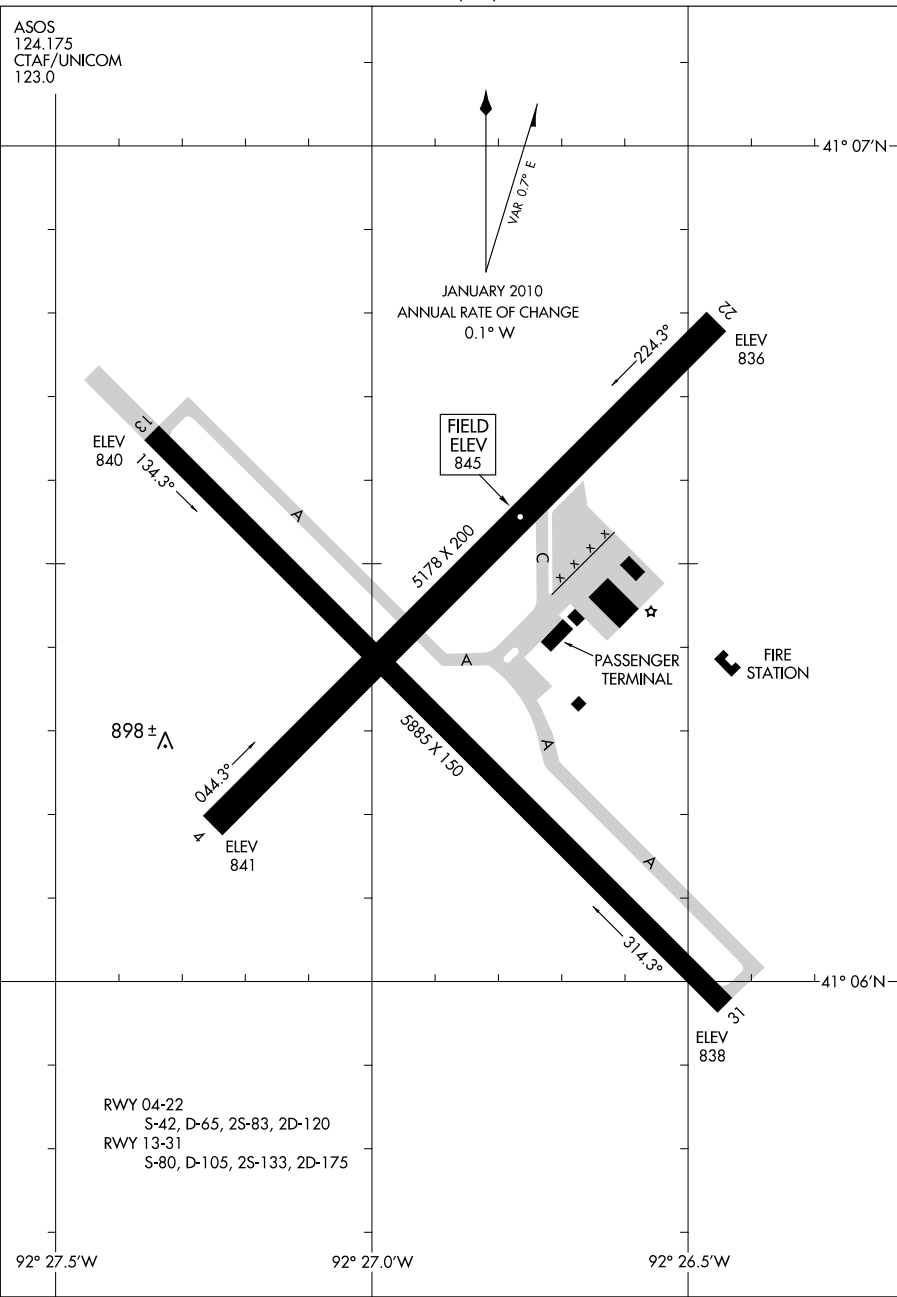 ASOS
124.175
CTAF/UNICOM
123.0
41° 07'N
VAR 0.7° E
JANUARY 2010
ANNUAL RATE OF CHANGE
0.1° W
22
ELEV
836
224.3°
FIELD
ELEV
845
13
ELEV
840
134.3°
A
5178 X 200
C
x x x x
A
PASSENGER
TERMINAL
FIRE
STATION
898 ±
5885 X 150
A
044.3°
4
ELEV
841
A
314.3°
41° 06'N
31
ELEV
838
RWY 04-22
S-42, D-65, 2S-83, 2D-120
RWY 13-31
S-80, D-105, 2S-133, 2D-175
92° 27.5'W
92° 27.0'W
92° 26.5'W